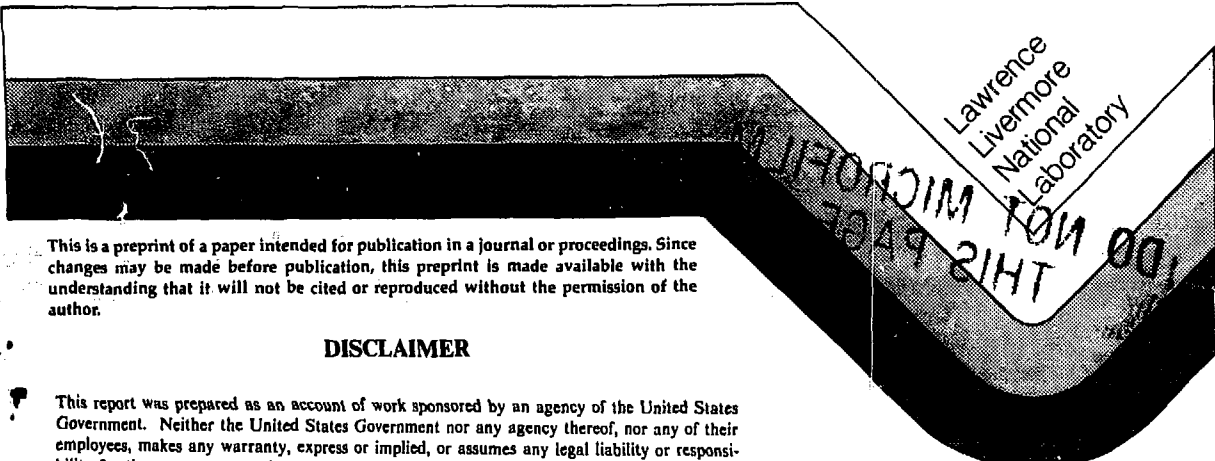 Lawrence
Livermore
National
Laboratory
DO NOT MICROFILM
THIS PAGE
This is a preprint of a paper intended for publication in a journal or proceedings. Since
changes may be made before publication, this preprint is made available with the
understanding that it will not be cited or reproduced without the permission of the
author.
DISCLAIMER
This report was prepared as an account of work sponsored by an agency of the United States
Government. Neither the United States Government nor any agency thereof, nor any of their
employees, makes any warranty, express or implied, or assumes any legal liability or responsi-